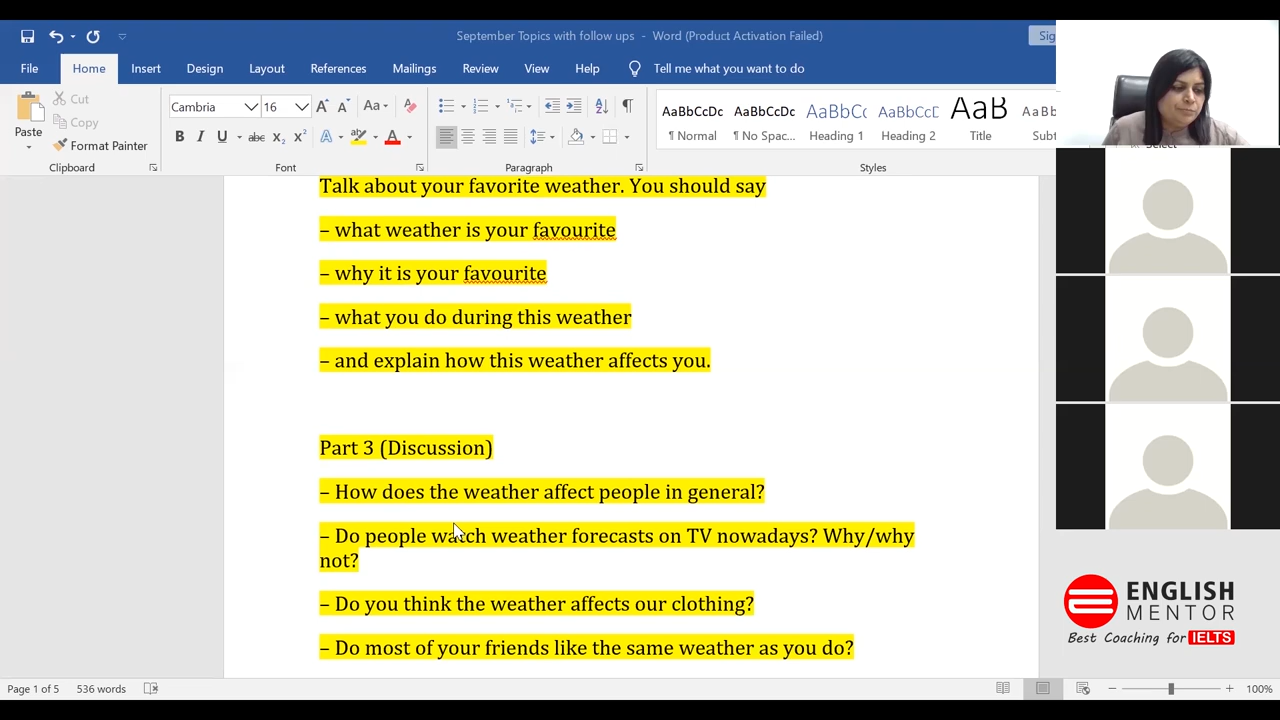 September Topics with follow ups - Word (Product Activation Failed)
Sig
File Home Insert Design Layout References Mailings Review View Help Tell me what you want to do
Paste
Cut
Copy
Format Painter
Clipboard
Cambria 16
Font
Paragraph
AaBbCcDc AaBbCcDc AaBbCc AaBbCcD AaB AaBb
¶ Normal ¶ No Spac... Heading 1 Heading 2 Title Subt
Styles
Select
Talk about your favorite weather. You should say
– what weather is your favourite
– why it is your favourite
– what you do during this weather
– and explain how this weather affects you.
Part 3 (Discussion)
– How does the weather affect people in general?
– Do people watch weather forecasts on TV nowadays? Why/why
not?
– Do you think the weather affects our clothing?
– Do most of your friends like the same weather as you do?
ENGLISH
MENTOR
Best Coaching for IELTS
Page 1 of 5 536 words 100%